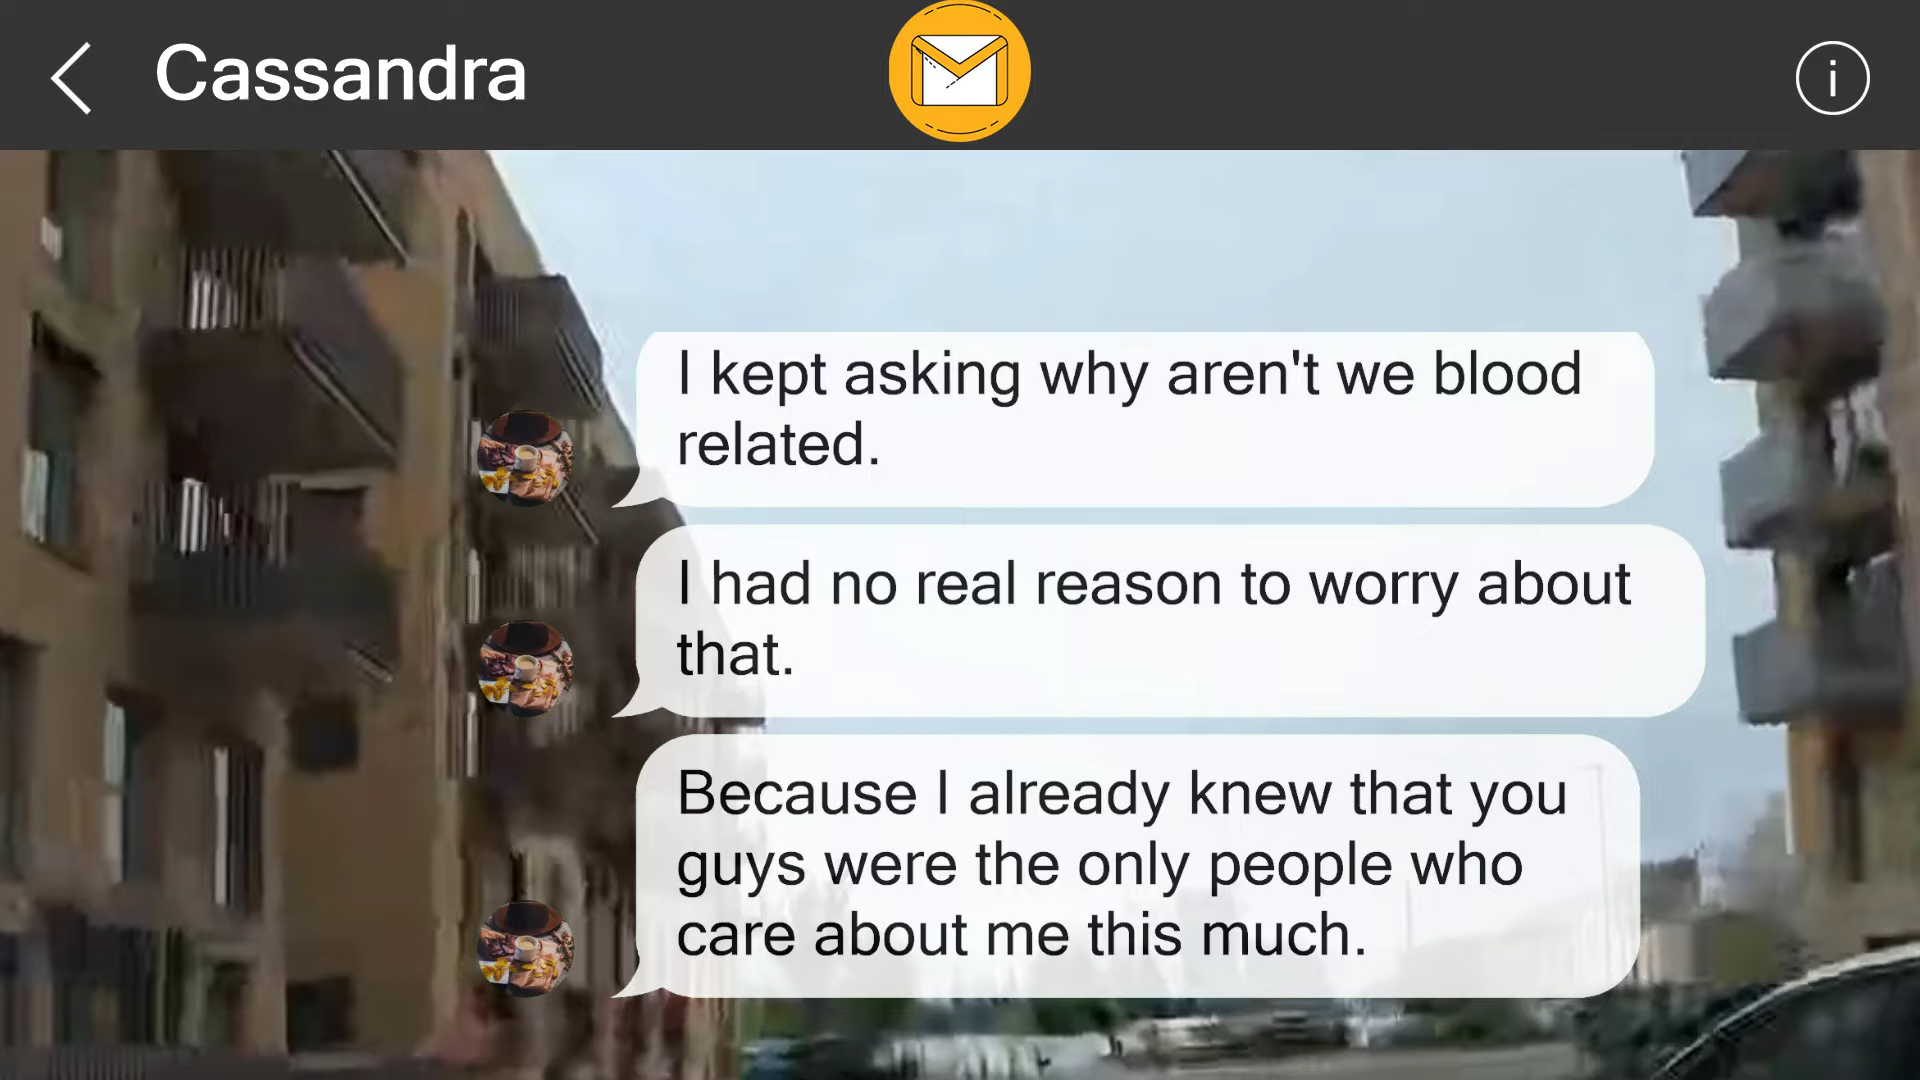 Cassandra
i
I kept asking why aren't we blood
related.
I had no real reason to worry about
that.
Because I already knew that you
guys were the only people who
care about me this much.